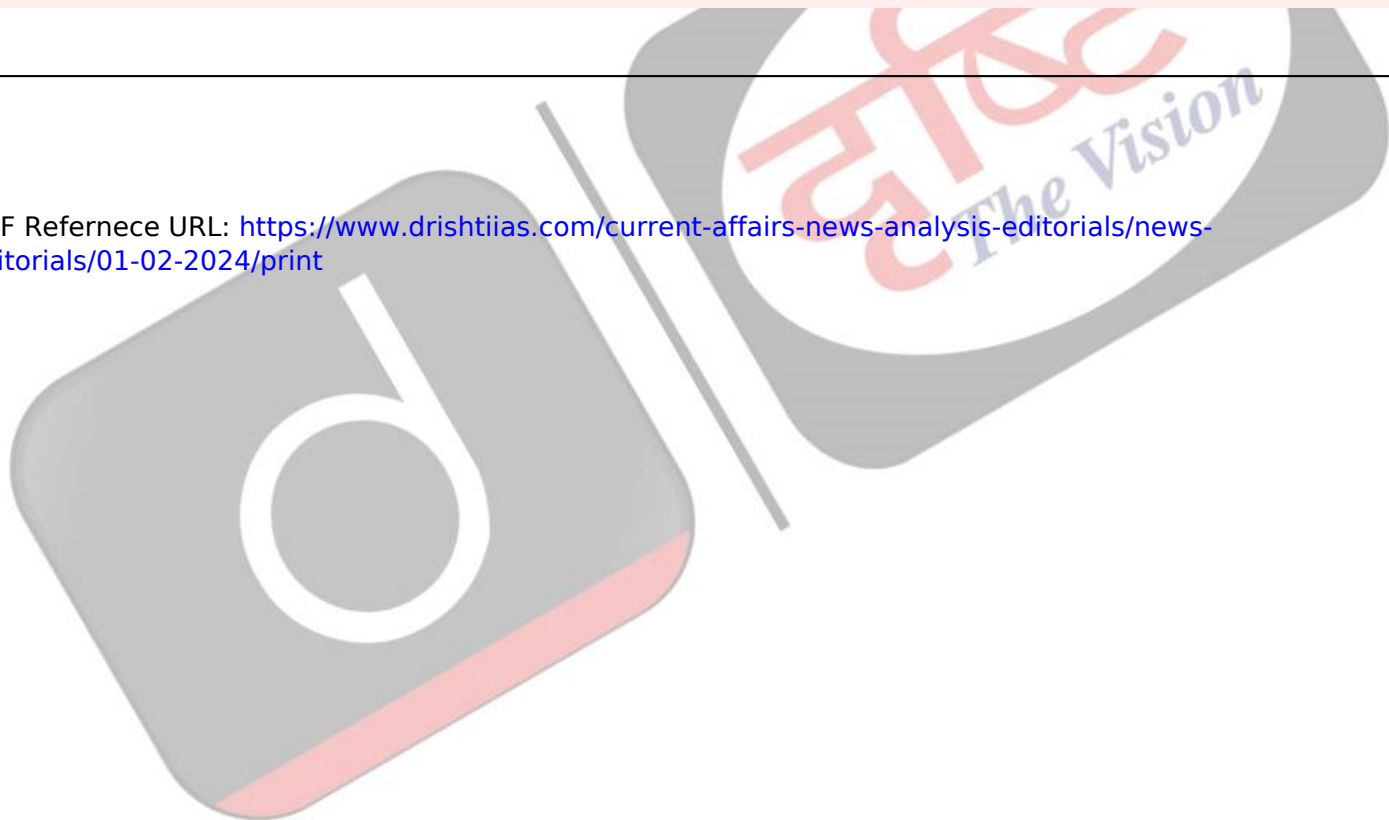 दृष्टि
The Vision
F Refernece URL: https://www.drishtiias.com/current-affairs-news-analysis-editorials/news-
itorials/01-02-2024/print
d